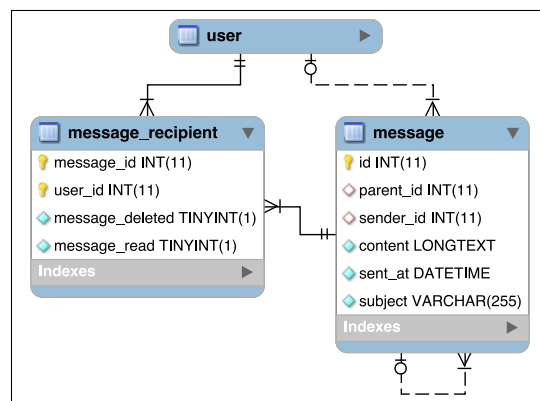 user
message_recipient
message_id INT(11)
user_id INT(11)
message_deleted TINYINT(1)
message_read TINYINT(1)
Indexes
message
id INT(11)
parent_id INT(11)
sender_id INT(11)
content LONGTEXT
sent_at DATETIME
subject VARCHAR(255)
Indexes